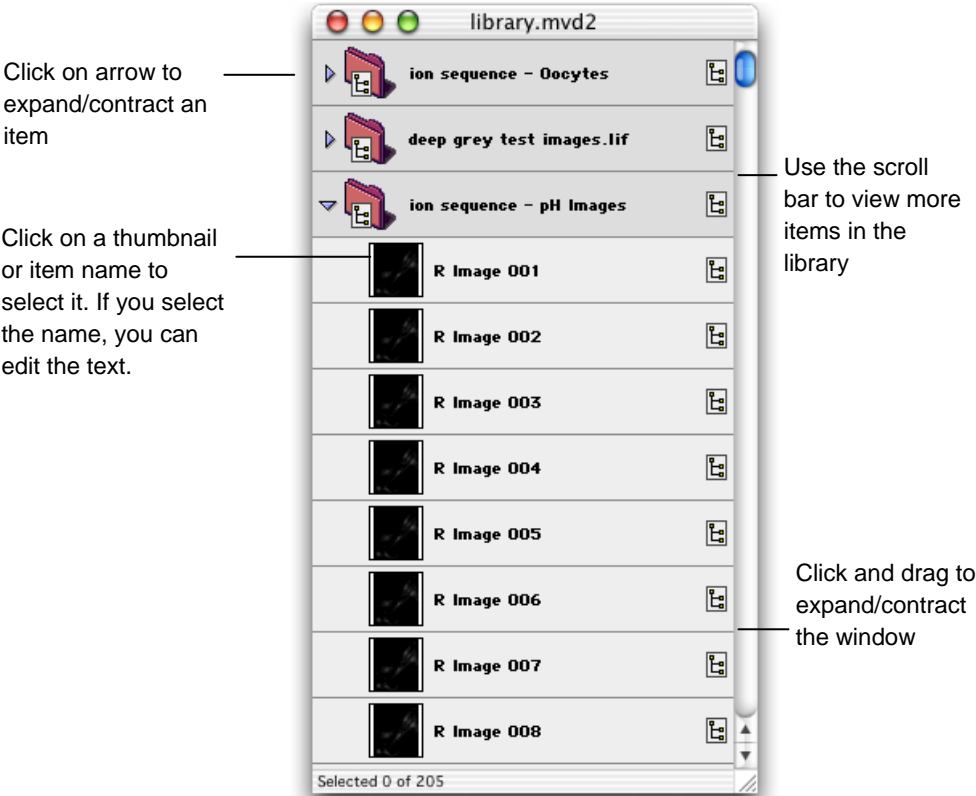 library.mvd2
Click on arrow to
expand/contract an
item
ion sequence - Oocytes
deep grey test images.lif
Use the scroll
bar to view more
items in the
library
ion sequence - pH Images
Click on a thumbnail
or item name to
select it. If you select
the name, you can
edit the text.
R Image 001
R Image 002
R Image 003
R Image 004
R Image 005
Click and drag to
expand/contract
the window
R Image 006
R Image 007
R Image 008
Selected 0 of 205